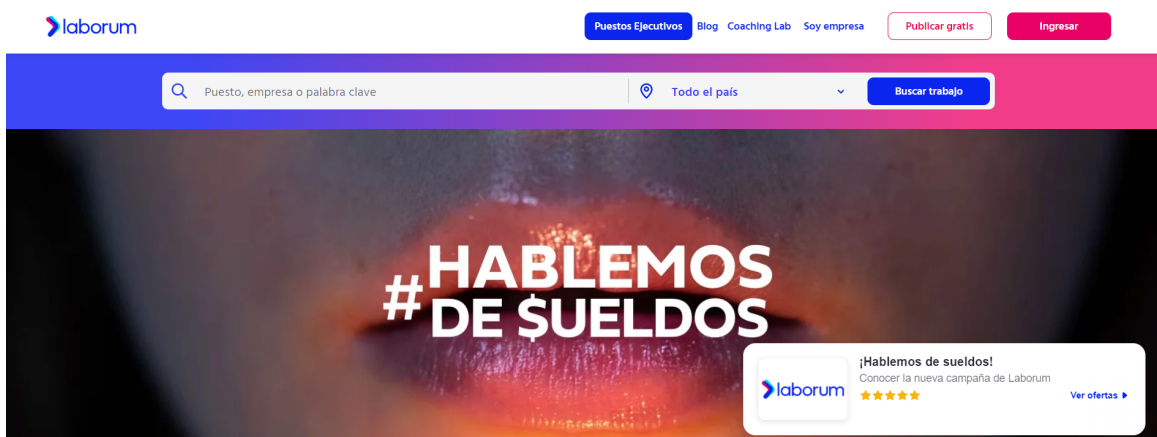 laborum
Puestos Ejecutivos Blog Coaching Lab Soy empresa Publicar gratis Ingresar
Puesto, empresa o palabra clave Todo el país Buscar trabajo
#HABLEMOS
DE $UELDOS
laborum
¡Hablemos de sueldos!
Conocer la nueva campaña de Laborum
Ver ofertas